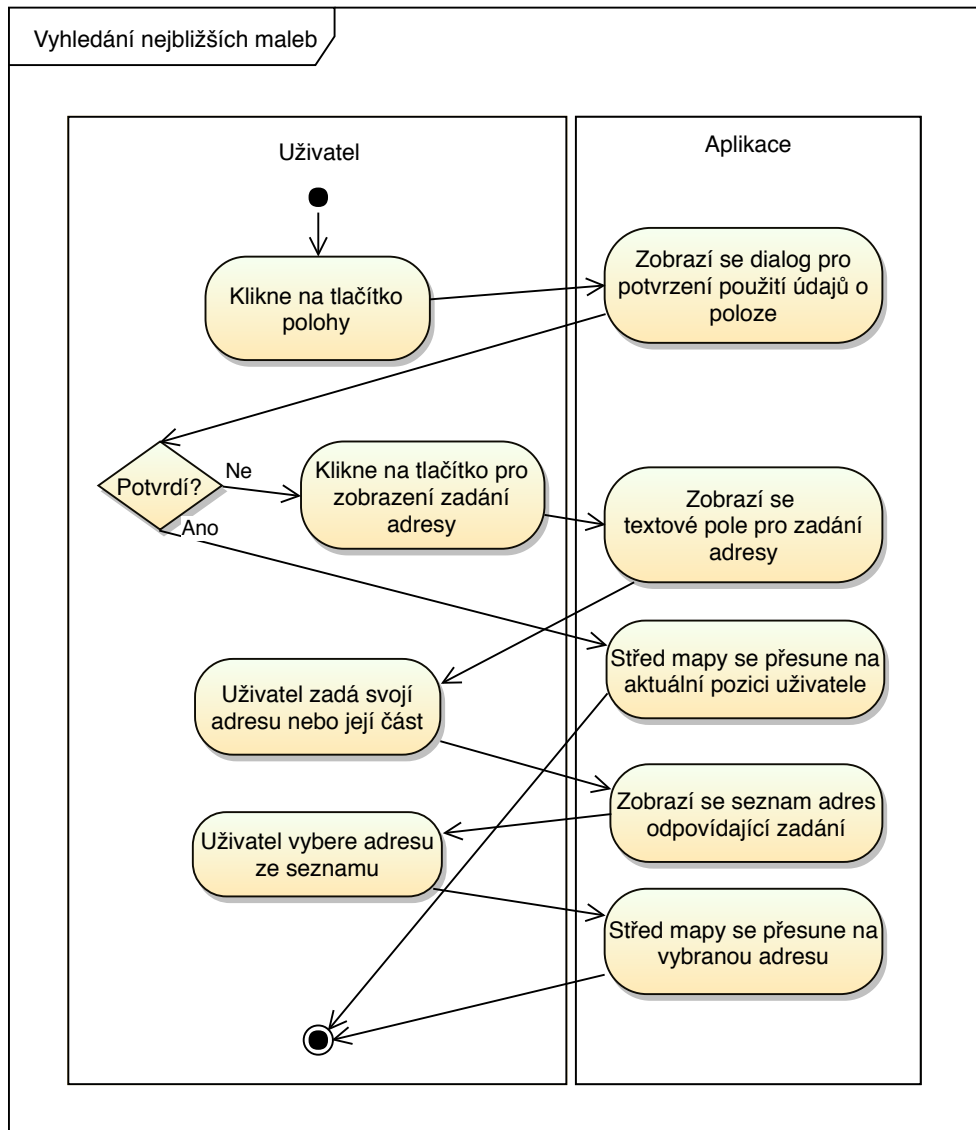 Vyhledání nejbližších maleb
Uživatel
Aplikace
Klikne na tlačítko
polohy
Zobrazí se dialog pro
potvrzení použití údajů o
poloze
Potvrdí?
Ne
Ano
Klikne na tlačítko pro
zobrazení zadání
adresy
Zobrazí se
textové pole pro zadání
adresy
Střed mapy se přesune na
aktuální pozici uživatele
Uživatel zadá svojí
adresu nebo její část
Zobrazí se seznam adres
odpovídající zadání
Uživatel vybere adresu
ze seznamu
Střed mapy se přesune na
vybranou adresu